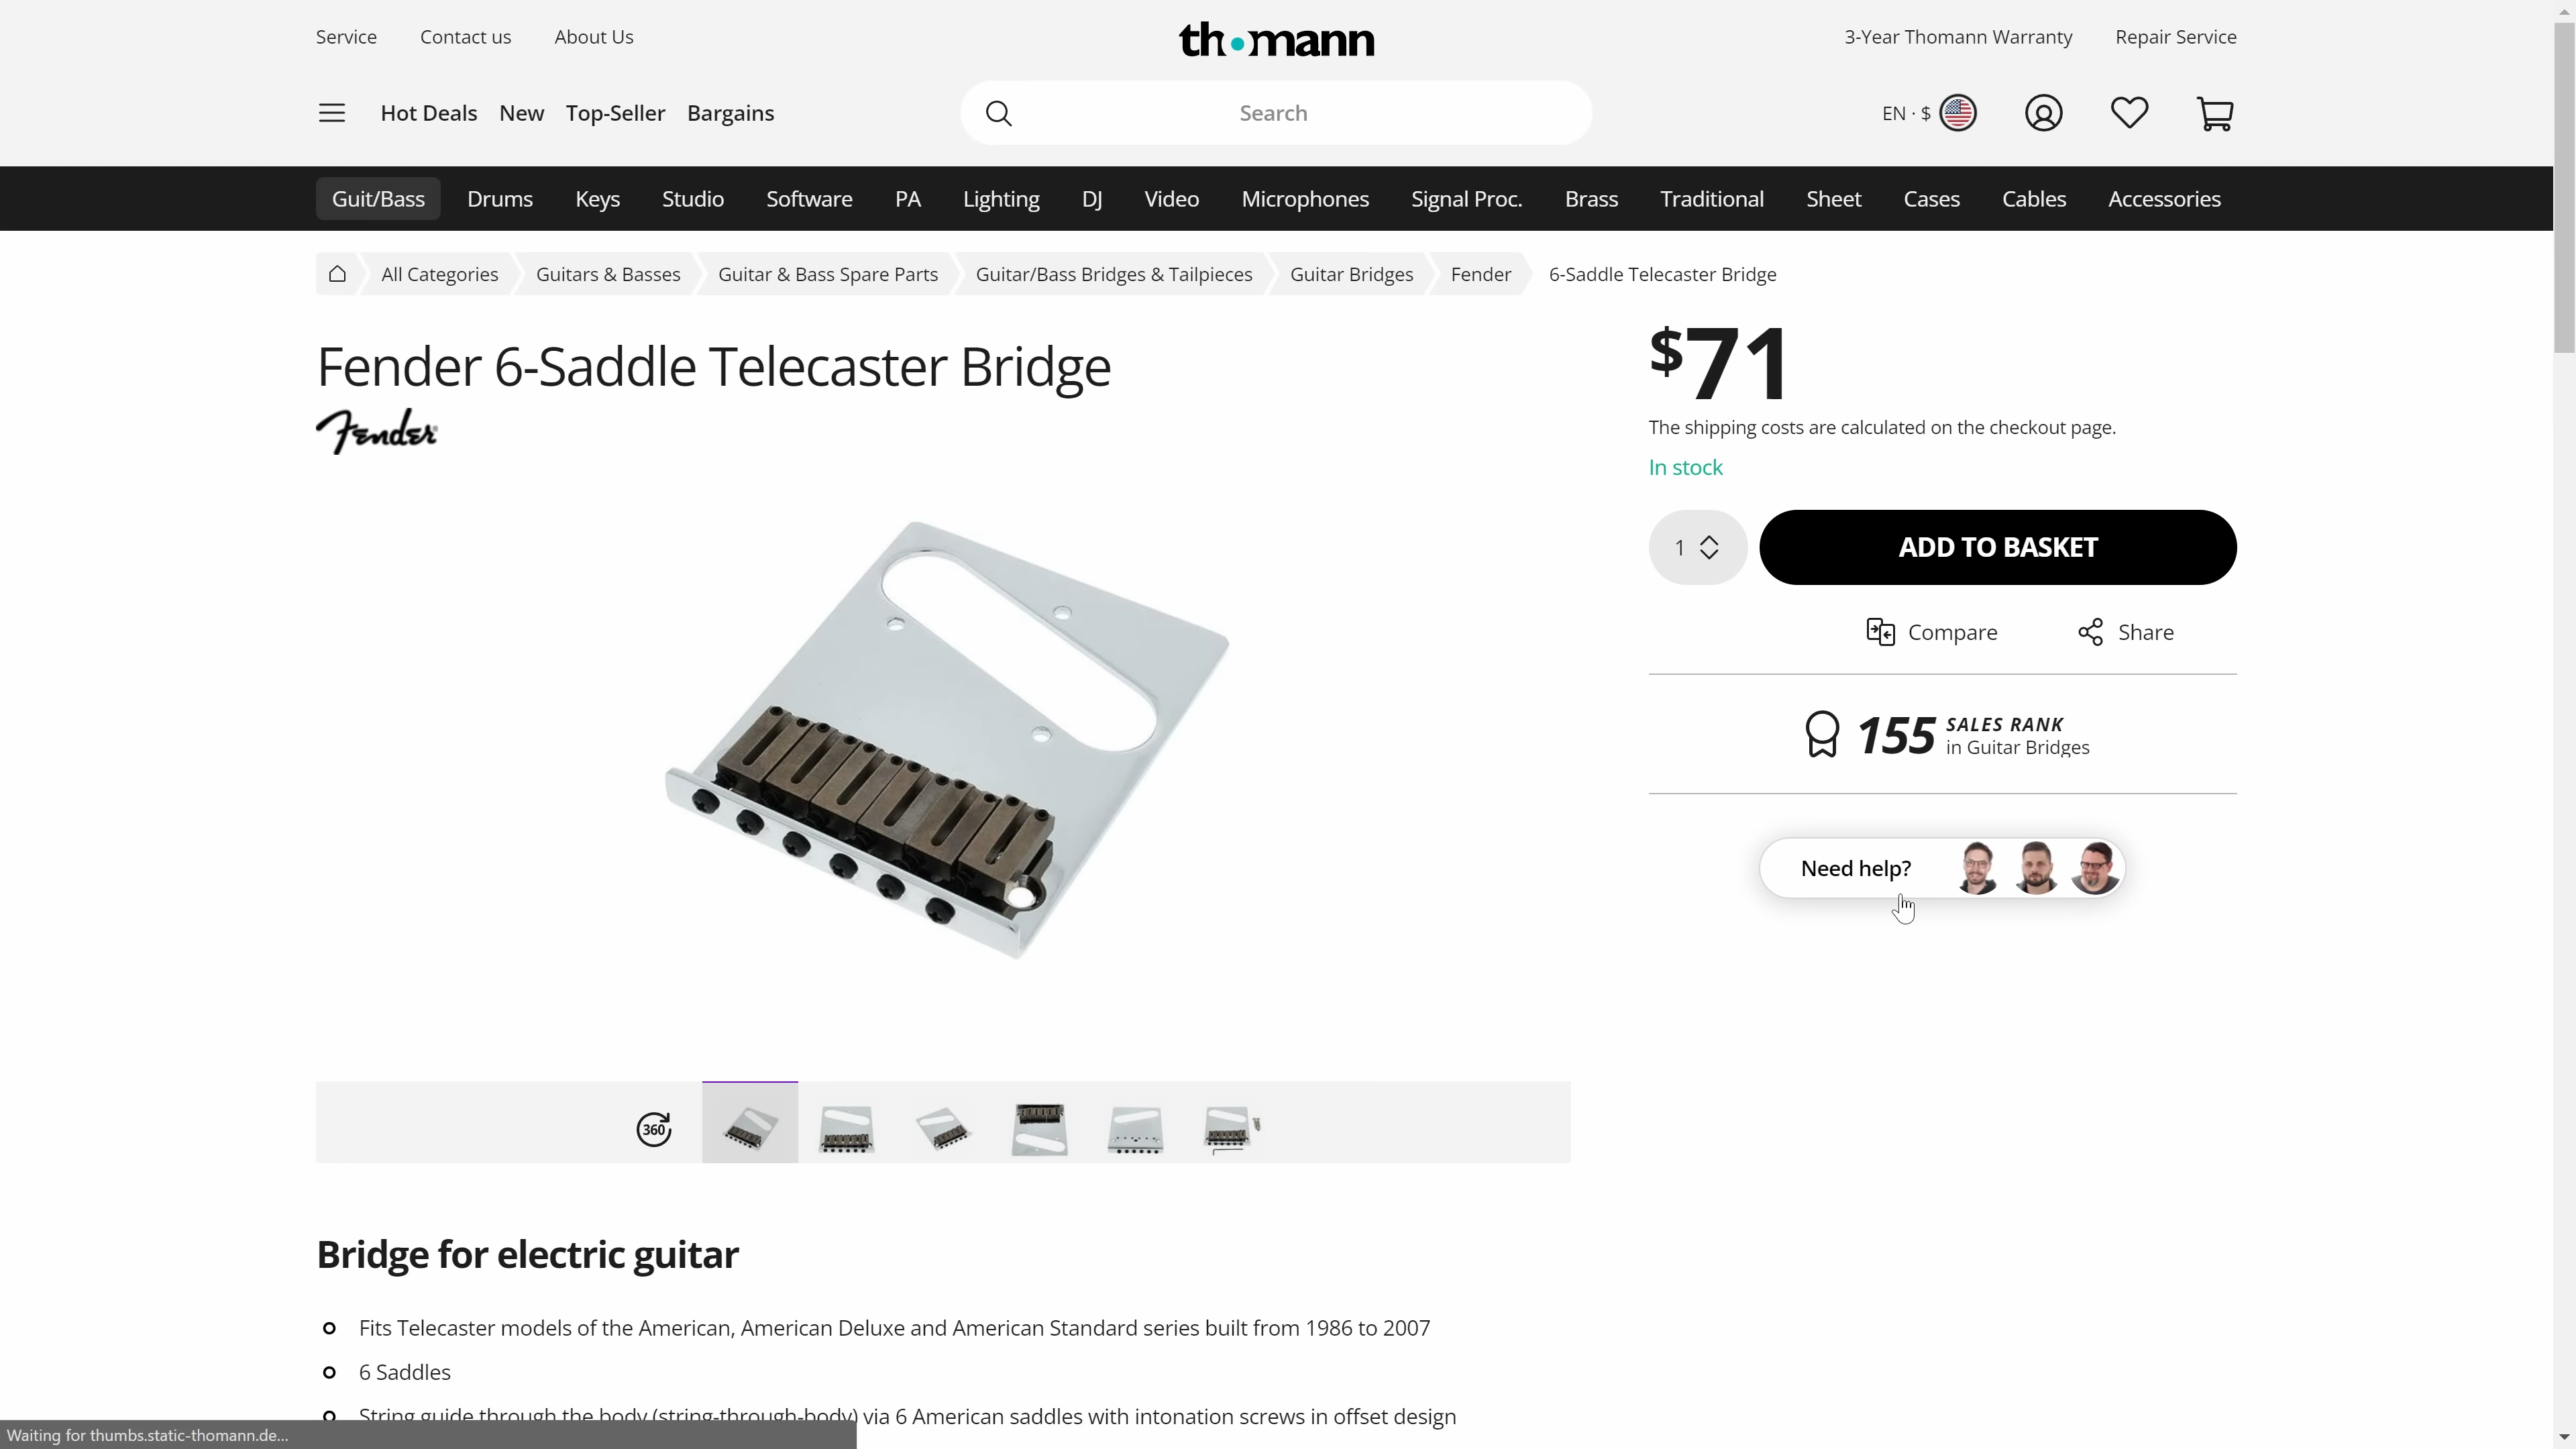 Service Contact us About Us
thomann
3-Year Thomann Warranty Repair Service
Hot Deals New Top-Seller Bargains
Search
EN · $
Guit/Bass Drums Keys Studio Software PA Lighting DJ Video Microphones Signal Proc. Brass Traditional Sheet Cases Cables Accessories
All Categories Guitars & Basses Guitar & Bass Spare Parts Guitar/Bass Bridges & Tailpieces Guitar Bridges Fender 6-Saddle Telecaster Bridge
Fender 6-Saddle Telecaster Bridge
Fender
$71
The shipping costs are calculated on the checkout page.
In stock
1
ADD TO BASKET
Compare
Share
155 SALES RANK
in Guitar Bridges
Need help?
360
Bridge for electric guitar
Fits Telecaster models of the American, American Deluxe and American Standard series built from 1986 to 2007
6 Saddles
String guide through the body (string-through-body) via 6 American saddles with intonation screws in offset design
Waiting for thumbs.static-thomann.de...